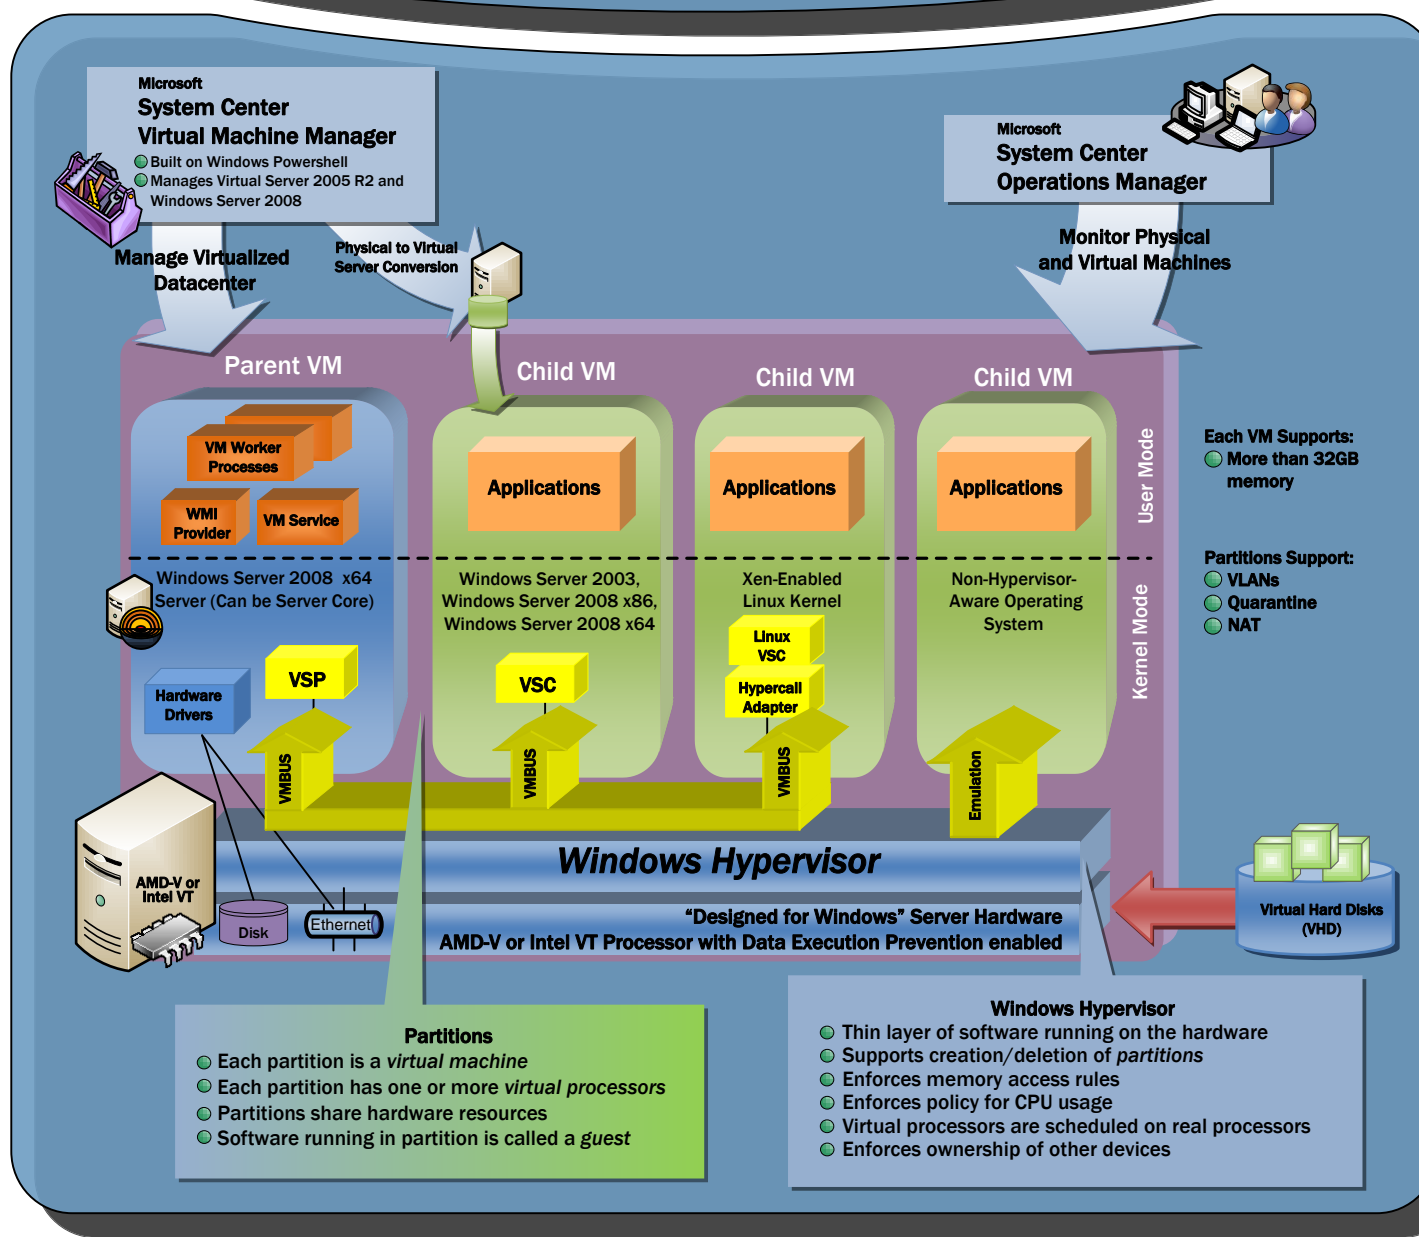 Microsoft
System Center
Virtual Machine Manager
Built on Windows Powershell
Manages Virtual Server 2005 R2 and
Windows Server 2008
Microsoft
System Center
Operations Manager
Manage Virtualized
Datacenter
Physical to Virtual
Server Conversion
Monitor Physical
and Virtual Machines
Parent VM
Child VM
Child VM
Child VM
VM Worker
Processes
WMI
Provider
VM Service
Applications
Applications
Applications
User Mode
Each VM Supports:
More than 32GB
memory
Windows Server 2008  x64
Server (Can be Server Core)
Windows Server 2003,
Windows Server 2008 x86,
Windows Server 2008 x64
Xen-Enabled
Linux Kernel
Non-Hypervisor-
Aware Operating
System
Kernel Mode
Partitions Support:
VLANs
Quarantine
NAT
Hardware
Drivers
VSP
VSC
Linux
VSC
Hypercall
Adapter
VMBUS
VMBUS
VMBUS
Emulation
Windows Hypervisor
AMD-V or
Intel VT
Disk
Ethernet
“Designed for Windows” Server Hardware
AMD-V or Intel VT Processor with Data Execution Prevention enabled
Virtual Hard Disks
(VHD)
Partitions
Each partition is a virtual machine
Each partition has one or more virtual processors
Partitions share hardware resources
Software running in partition is called a guest
Windows Hypervisor
Thin layer of software running on the hardware
Supports creation/deletion of partitions
Enforces memory access rules
Enforces policy for CPU usage
Virtual processors are scheduled on real processors
Enforces ownership of other devices